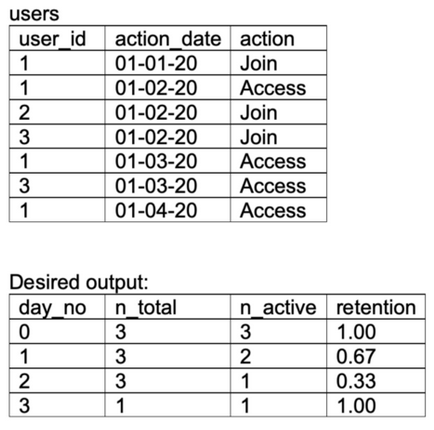 users
user_id action_date action
1 01-01-20 Join
1 01-02-20 Access
2 01-02-20 Join
3 01-02-20 Join
1 01-03-20 Access
3 01-03-20 Access
1 01-04-20 Access
Desired output:
day_no n_total n_active retention
0 3 3 1.00
1 3 2 0.67
2 3 1 0.33
3 1 1 1.00